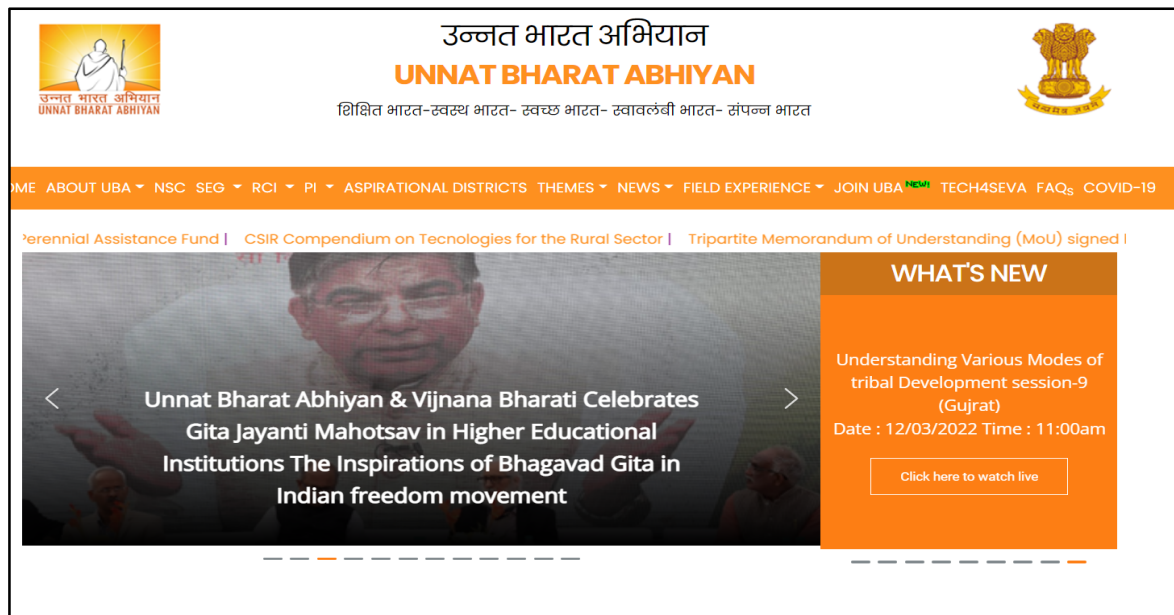 उन्नत भारत अभियान
UNNAT BHARAT ABHIYAN
उन्नत भारत अभियान
UNNAT BHARAT ABHIYAN
शिक्षित भारत-स्वस्थ भारत- स्वच्छ भारत- स्वावलंबी भारत- संपन्न भारत
सत्यमेव जयते
OME ABOUT UBA NSC SEG RCI PI ASPIRATIONAL DISTRICTS THEMES NEWS FIELD EXPERIENCE JOIN UBA NEW! TECH4SEVA FAQs COVID-19
Perennial Assistance Fund | CSIR Compendium on Tecnologies for the Rural Sector | Tripartite Memorandum of Understanding (MoU) signed
WHAT'S NEW
Unnat Bharat Abhiyan & Vijnana Bharati Celebrates
Gita Jayanti Mahotsav in Higher Educational
Institutions The Inspirations of Bhagavad Gita in
Indian freedom movement
Understanding Various Modes of
tribal Development session-9
(Gujrat)
Date : 12/03/2022 Time : 11:00am
Click here to watch live